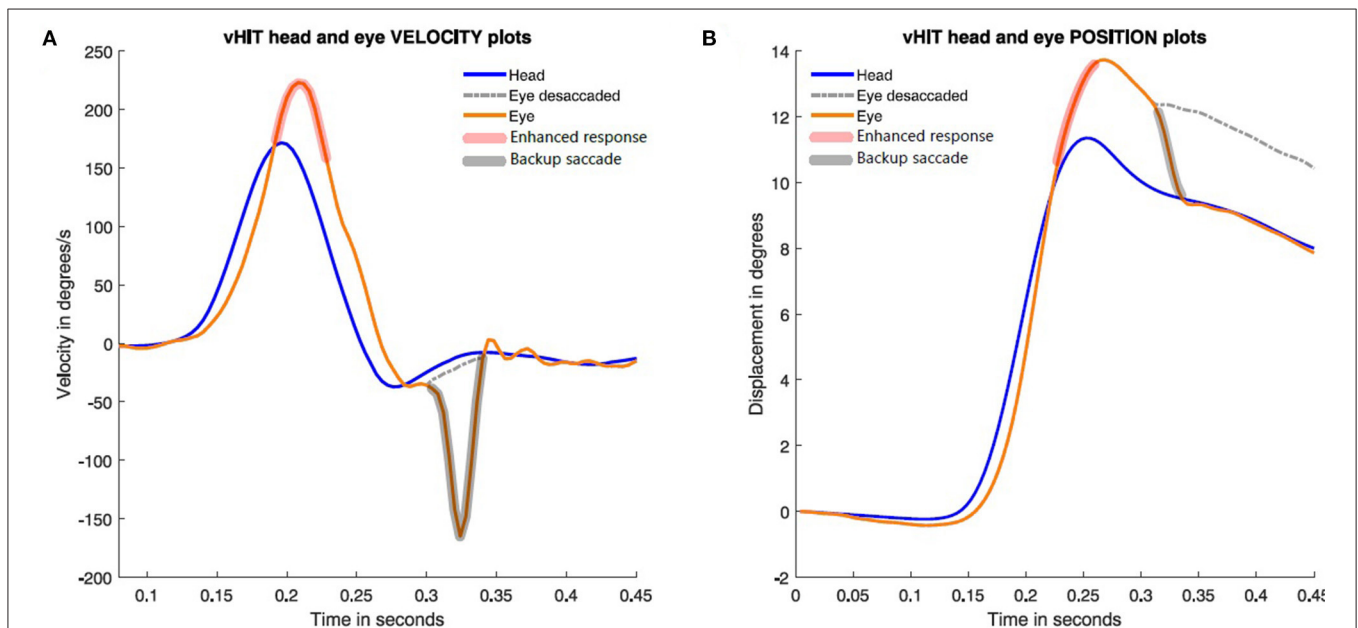 A
vHIT head and eye VELOCITY plots
250
200
150
100
50
0
-50
-100
-150
-200
Velocity in degrees/s
0.1
0.15
0.2
0.25
0.3
0.35
0.4
0.45
Time in seconds
Head
Eye desaccaded
Eye
Enhanced response
Backup saccade
B
vHIT head and eye POSITION plots
14
12
10
8
6
4
2
0
-2
Displacement in degrees
0
0.05
0.1
0.15
0.2
0.25
0.3
0.35
0.4
0.45
Time in seconds
Head
Eye desaccaded
Eye
Enhanced response
Backup saccade